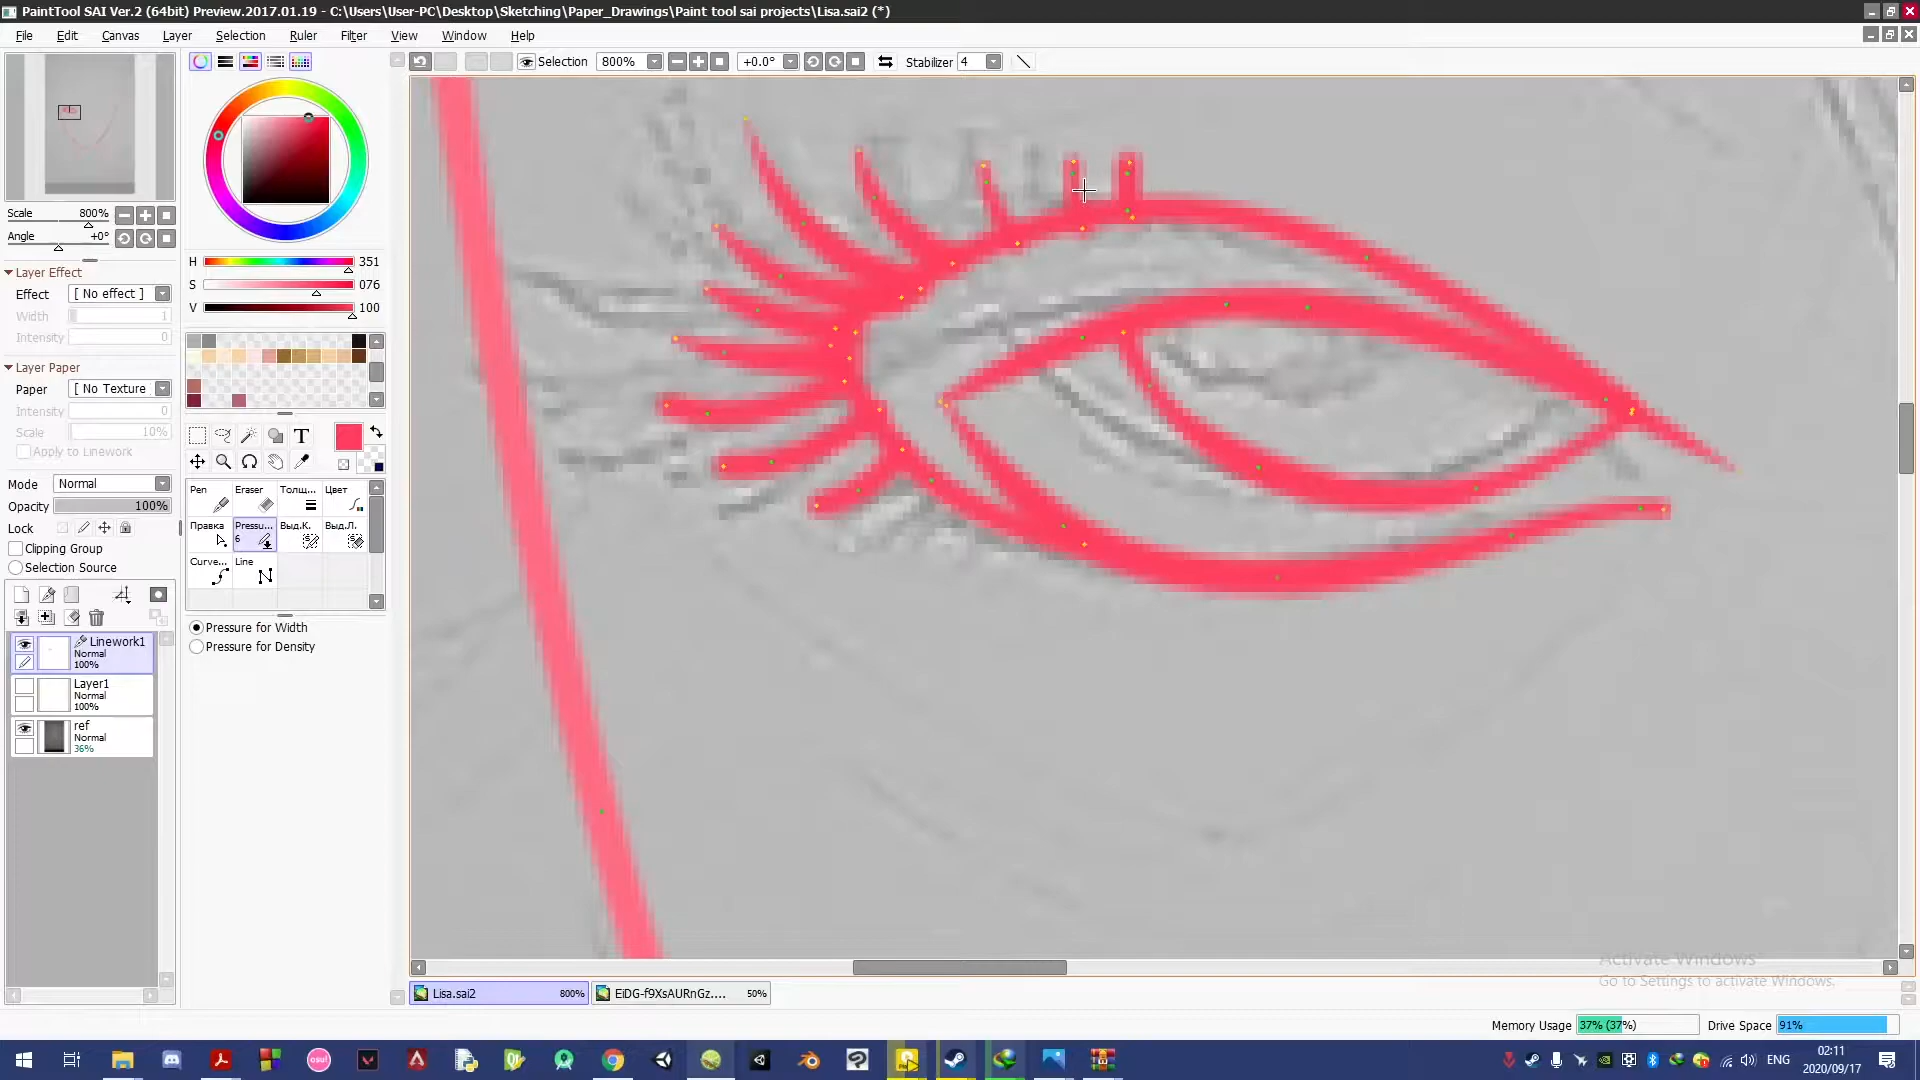 PaintTool SAI Ver.2 (64bit) Preview.2017.01.19 - C:\Users\User-PC\Desktop\Sketching\Paper_Drawings\Paint tool sai projects\Lisa.sai2 (*)
File Edit Canvas Layer Selection Ruler Filter View Window Help
Selection 800% +0.0° Stabilizer 4
Scale 800%
Angle +0°
Layer Effect
Effect [ No effect ]
Width 1
Intensity 0
Layer Paper
Paper [ No Texture
Intensity 0
Scale 10%
Apply to Linework
Mode Normal
Opacity 100%
Lock
Clipping Group
Selection Source
Linework1
Normal
100%
Layer1
Normal
100%
ref
Normal
36%
H 351
S 076
V 100
T
Pen Eraser Толщ... Цвет
Правка Pressu... Выд.К. Выд.Л.
6
Curve... Line
Pressure for Width
Pressure for Density
Activate Windows
Go to Settings to activate Windows.
Lisa.sai2 800% EiDG-f9XsAURnGz.... 50%
Memory Usage 37% (37%) Drive Space 91%
osu!
ENG
02:11
2020/09/17